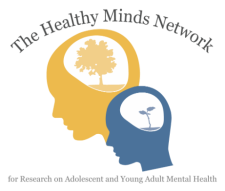 The Healthy Minds Network
for Research on Adolescent and Young Adult Mental Health